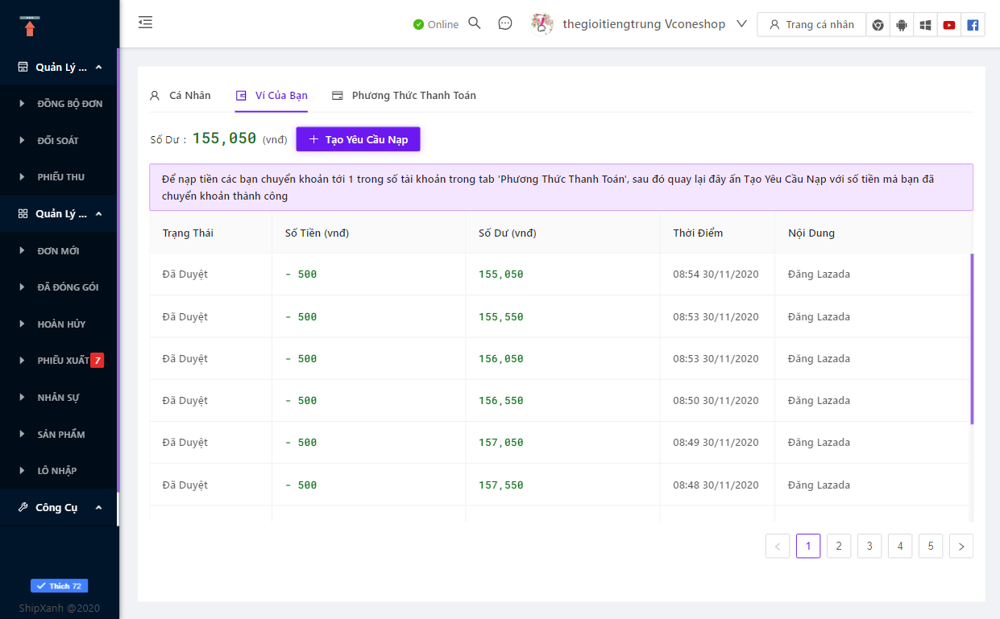 Online
thegioitiengtrung Vconeshop
Trang cá nhân
Quản Lý ...
ĐỒNG BỘ ĐƠN
ĐỐI SOÁT
PHIẾU THU
Quản Lý ...
ĐƠN MỚI
ĐÃ ĐÓNG GÓI
HOÀN HỦY
PHIẾU XUẤT 7
NHÂN SỰ
SẢN PHẨM
LÔ NHẬP
Công Cụ
Thích 72
ShipXanh @2020
Cá Nhân
Ví Của Bạn
Phương Thức Thanh Toán
Số Dư : 155,050 (vnđ)
+ Tạo Yêu Cầu Nạp
Để nạp tiền các bạn chuyển khoản tới 1 trong số tài khoản trong tab 'Phương Thức Thanh Toán', sau đó quay lại đây ấn Tạo Yêu Cầu Nạp với số tiền mà bạn đã
chuyển khoản thành công
Trạng Thái Số Tiền (vnđ) Số Dư (vnđ) Thời Điểm Nội Dung
Đã Duyệt - 500 155,050 08:54 30/11/2020 Đăng Lazada
Đã Duyệt - 500 155,550 08:53 30/11/2020 Đăng Lazada
Đã Duyệt - 500 156,050 08:53 30/11/2020 Đăng Lazada
Đã Duyệt - 500 156,550 08:50 30/11/2020 Đăng Lazada
Đã Duyệt - 500 157,050 08:49 30/11/2020 Đăng Lazada
Đã Duyệt - 500 157,550 08:48 30/11/2020 Đăng Lazada
< 1 2 3 4 5 >